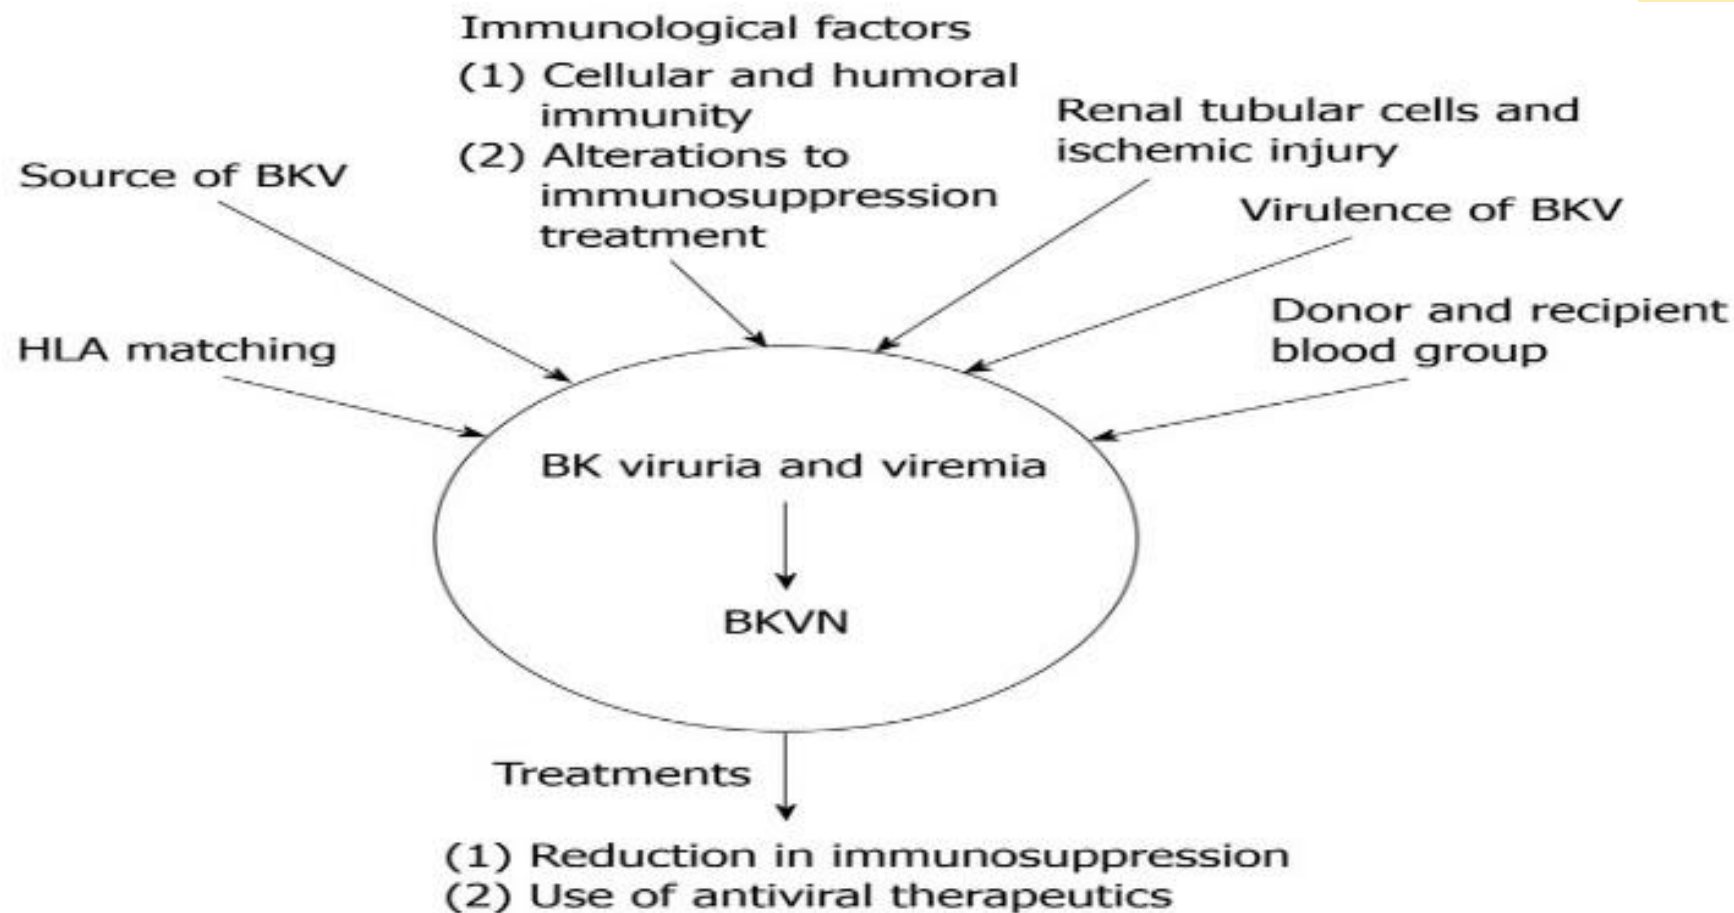 Immunological factors
(1) Cellular and humoral
immunity
(2) Alterations to
immunosuppression
treatment
Renal tubular cells and
ischemic injury
Source of BKV
Virulence of BKV
HLA matching
Donor and recipient
blood group
BK viruria and viremia
BKVN
Treatments
(1) Reduction in immunosuppression
(2) Use of antiviral therapeutics